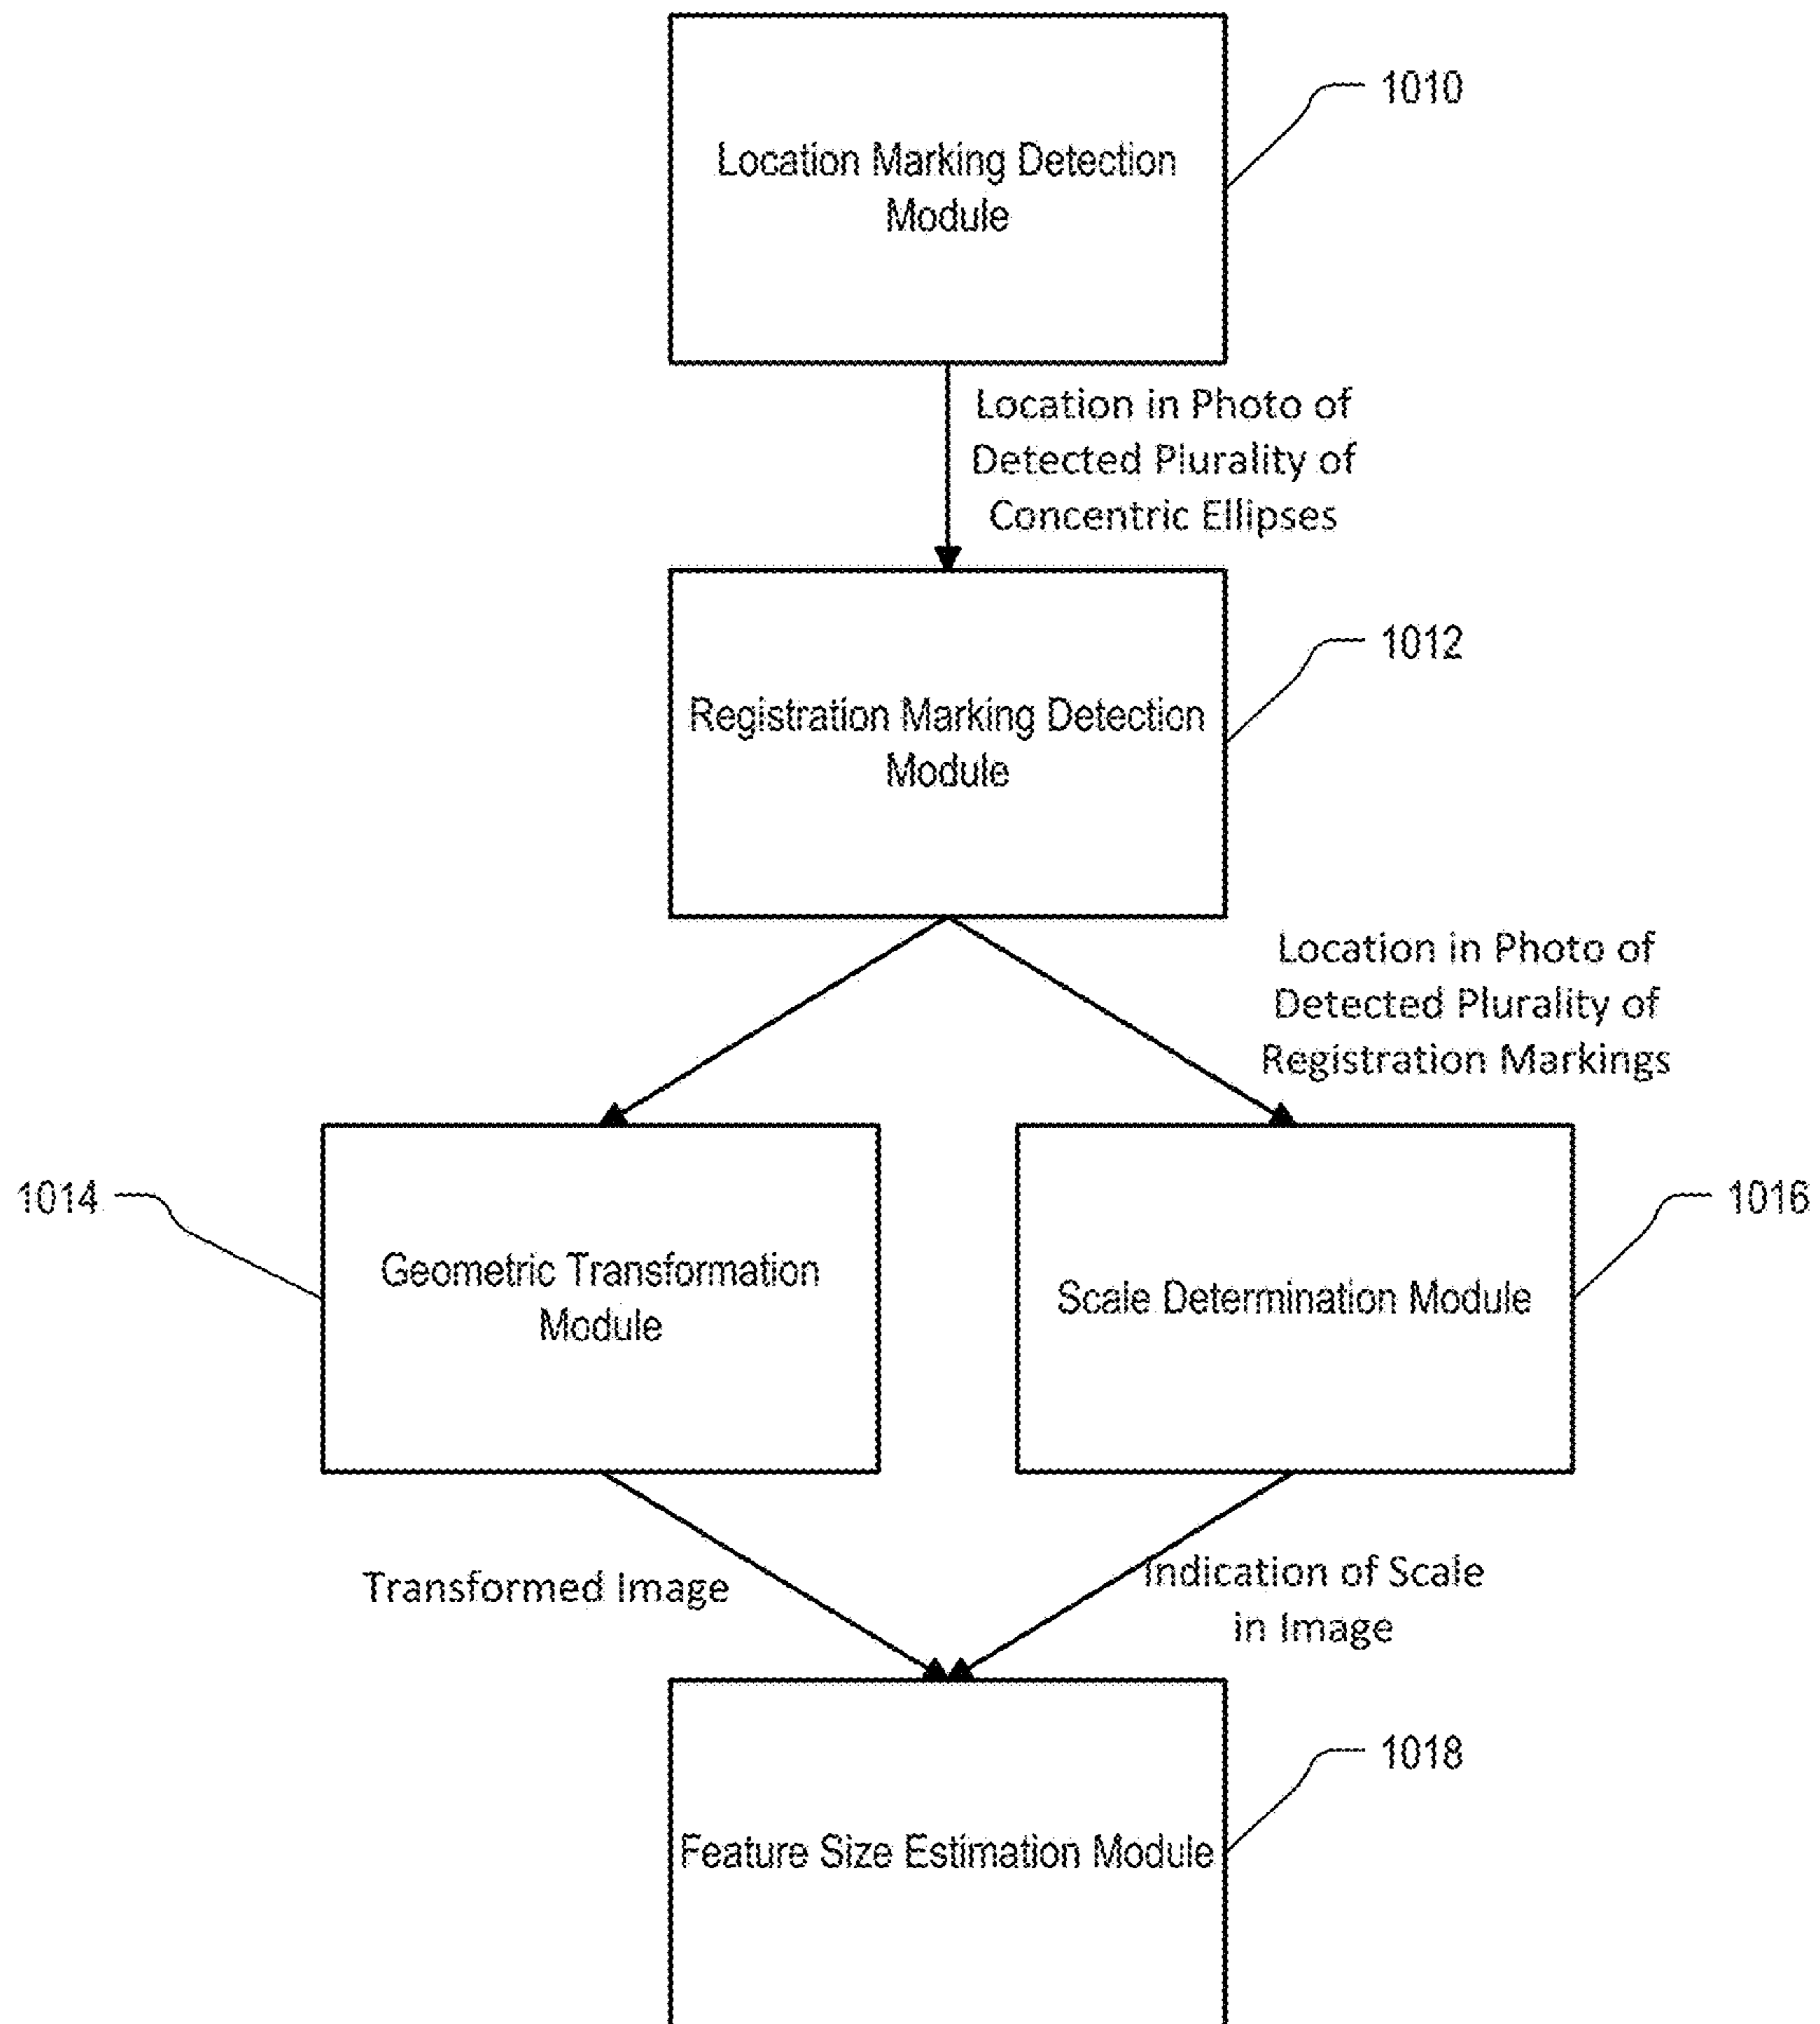 1010
Location Marking Detection
Module
Location in Photo of
Detected Plurality of
Concentric Ellipses
1012
Registration Marking Detection
Module
Location in Photo of
Detected Plurality of
Registration Markings
1014
1016
Geometric Transformation
Module
Scale Determination Module
Transformed Image
Indication of Scale
in Image
1018
Feature Size Estimation Module